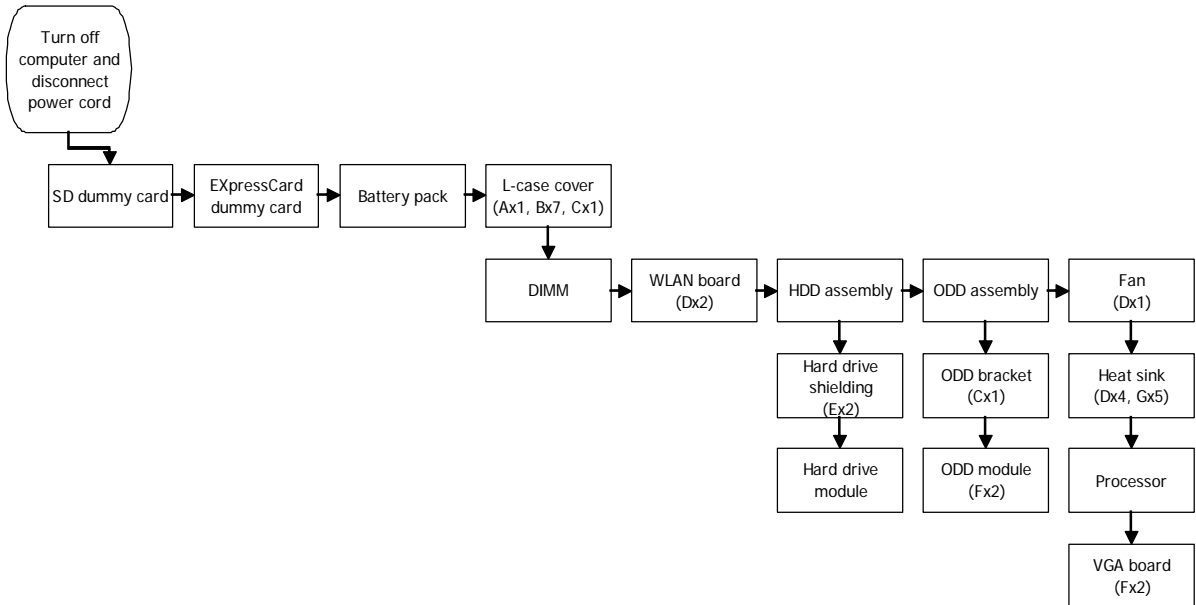 Turn off
computer and
disconnect
power cord
SD dummy card
EXpressCard
dummy card
Battery pack
L-case cover
(Ax1, Bx7, Cx1)
DIMM
WLAN board
(Dx2)
HDD assembly
ODD assembly
Fan
(Dx1)
Hard drive
shielding
(Ex2)
ODD bracket
(Cx1)
Heat sink
(Dx4, Gx5)
Hard drive
module
ODD module
(Fx2)
Processor
VGA board
(Fx2)